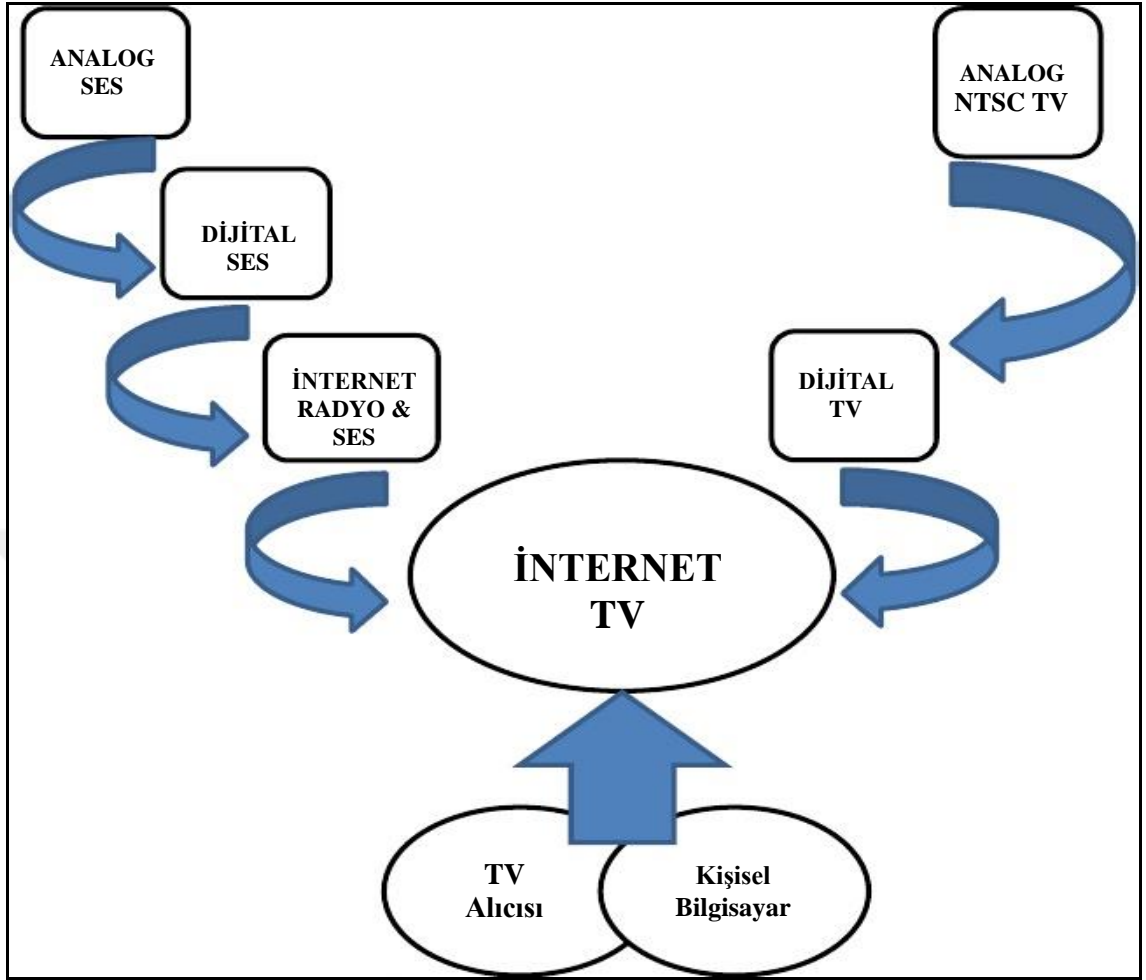 ANALOG
SES
ANALOG
NTSC TV
DİJİTAL
SES
İNTERNET
RADYO &
SES
DİJİTAL
TV
İNTERNET
TV
TV
Alıcısı
Kişisel
Bilgisayar